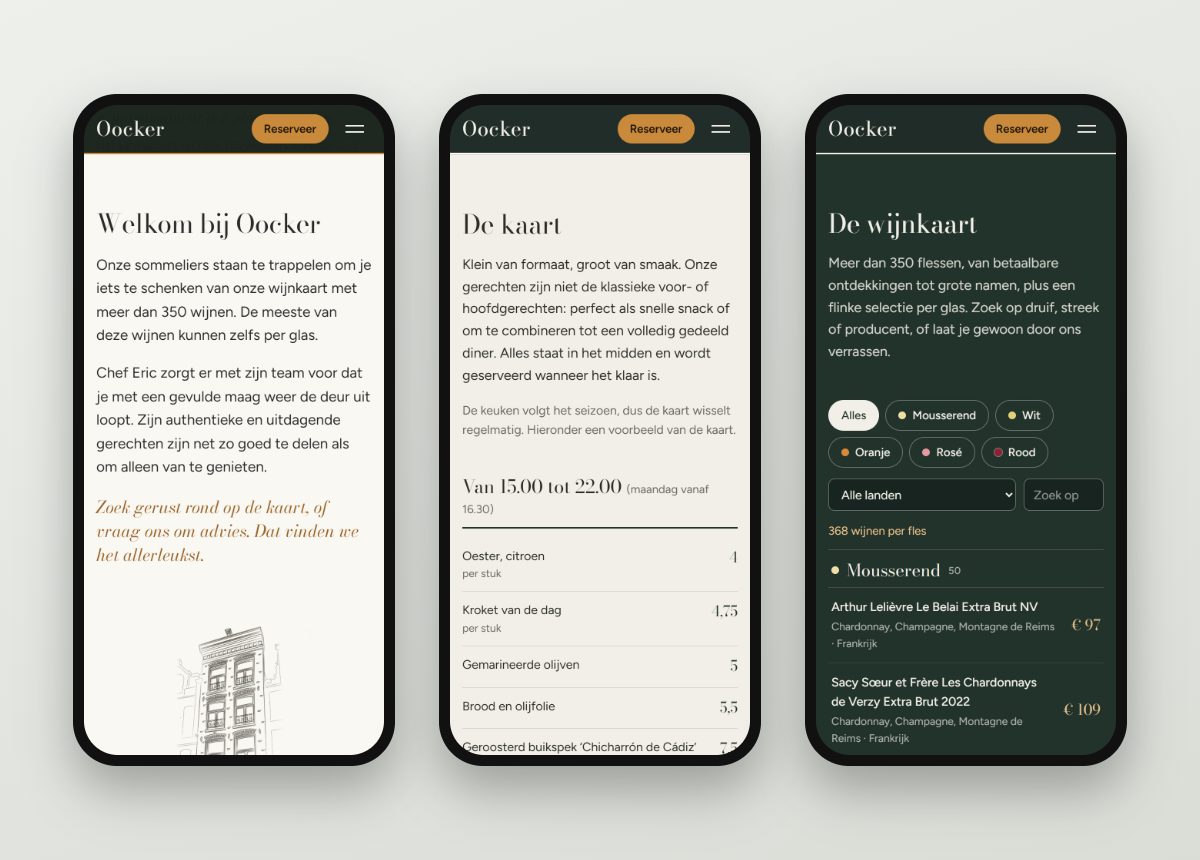 Oocker
Reserveer
Welkom bij Oocker
Onze sommeliers staan te trappelen om je
iets te schenken van onze wijnkaart met
meer dan 350 wijnen. De meeste van
deze wijnen kunnen zelfs per glas.
Chef Eric zorgt er met zijn team voor dat
je met een gevulde maag weer de deur uit
loopt. Zijn authentieke en uitdagende
gerechten zijn net zo goed te delen als
om alleen van te genieten.
Zoek gerust rond op de kaart, of
vraag ons om advies. Dat vinden we
het allerleukst.
Oocker
Reserveer
De kaart
Klein van formaat, groot van smaak. Onze
gerechten zijn niet de klassieke voor- of
hoofdgerechten: perfect als snelle snack of
om te combineren tot een volledig gedeeld
diner. Alles staat in het midden en wordt
geserveerd wanneer het klaar is.
De keuken volgt het seizoen, dus de kaart wisselt
regelmatig. Hieronder een voorbeeld van de kaart.
Van 15.00 tot 22.00 (maandag vanaf
16.30)
Oester, citroen 4
per stuk
Kroket van de dag 4,75
per stuk
Gemarineerde olijven 5
Brood en olijfolie 5,5
Geroosterd buikspek ‘Chicharrón de Cádiz’ 7,5
Oocker
Reserveer
De wijnkaart
Meer dan 350 flessen, van betaalbare
ontdekkingen tot grote namen, plus een
flinke selectie per glas. Zoek op druif, streek
of producent, of laat je gewoon door ons
verrassen.
Alles Mousserend Wit
Oranje Rosé Rood
Alle landen Zoek op
368 wijnen per fles
Mousserend 50
Arthur Lelièvre Le Belai Extra Brut NV
Chardonnay, Champagne, Montagne de Reims € 97
· Frankrijk
Sacy Sœur et Frère Les Chardonnays
de Verzy Extra Brut 2022 € 109
Chardonnay, Champagne, Montagne de
Reims · Frankrijk